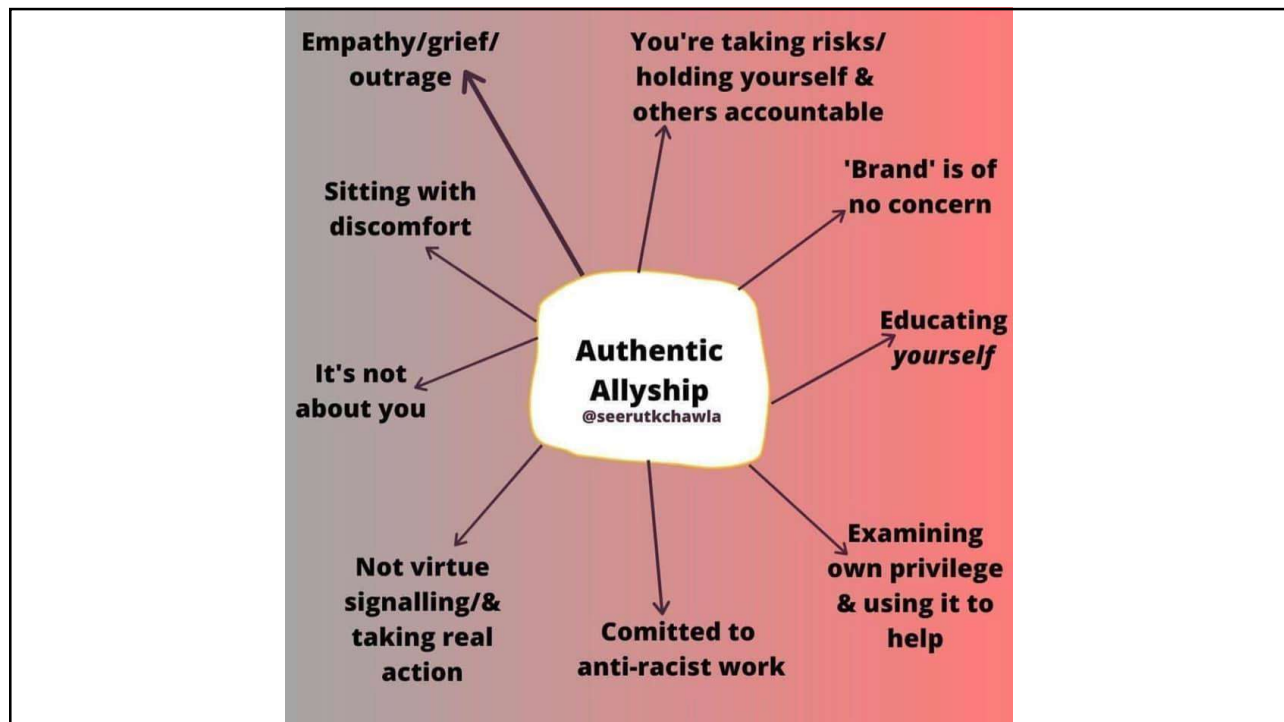 Empathy/grief/
outrage
You're taking risks/
holding yourself &
others accountable
'Brand' is of
no concern
Sitting with
discomfort
Educating
yourself
Authentic
Allyship
@seerutkchawla
It's not
about you
Examining
own privilege
& using it to
help
Not virtue
signalling/&
taking real
action
Comitted to
anti-racist work